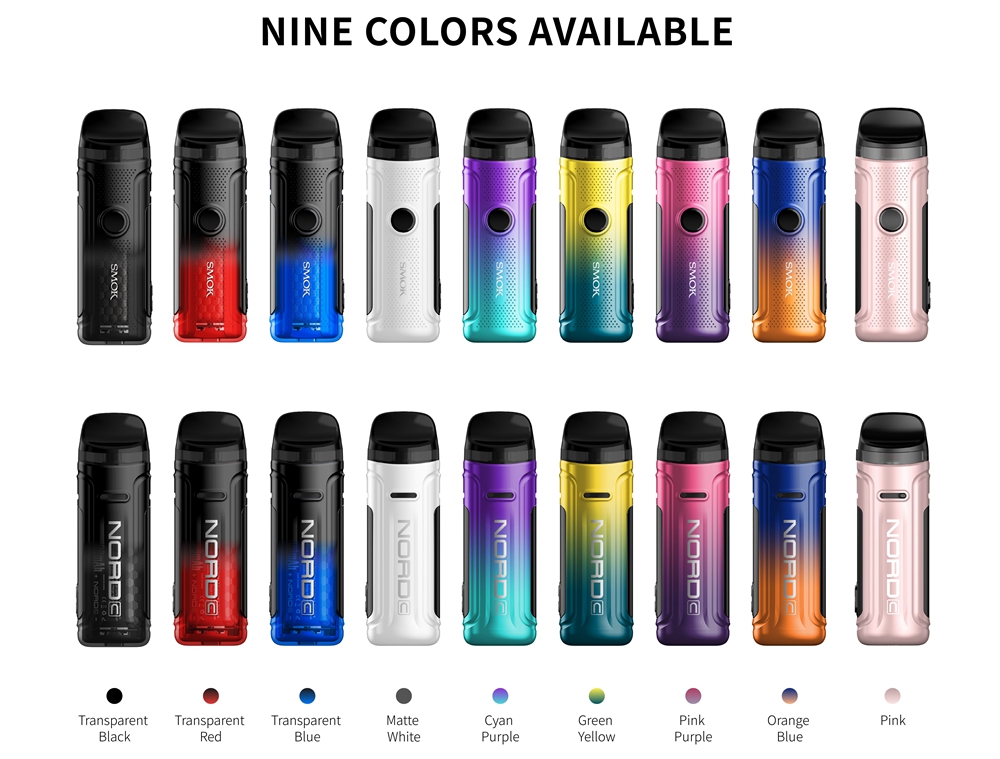 NINE COLORS AVAILABLE
SMOK
SMOK
SMOK
SMOK
SMOK
SMOK
SMOK
SMOK
SMOK
NORD C
NORD C
NORD C
NORD C
NORD C
NORD C
NORD C
NORD C
NORD C
Transparent
Black
Transparent
Red
Transparent
Blue
Matte
White
Cyan
Purple
Green
Yellow
Pink
Purple
Orange
Blue
Pink